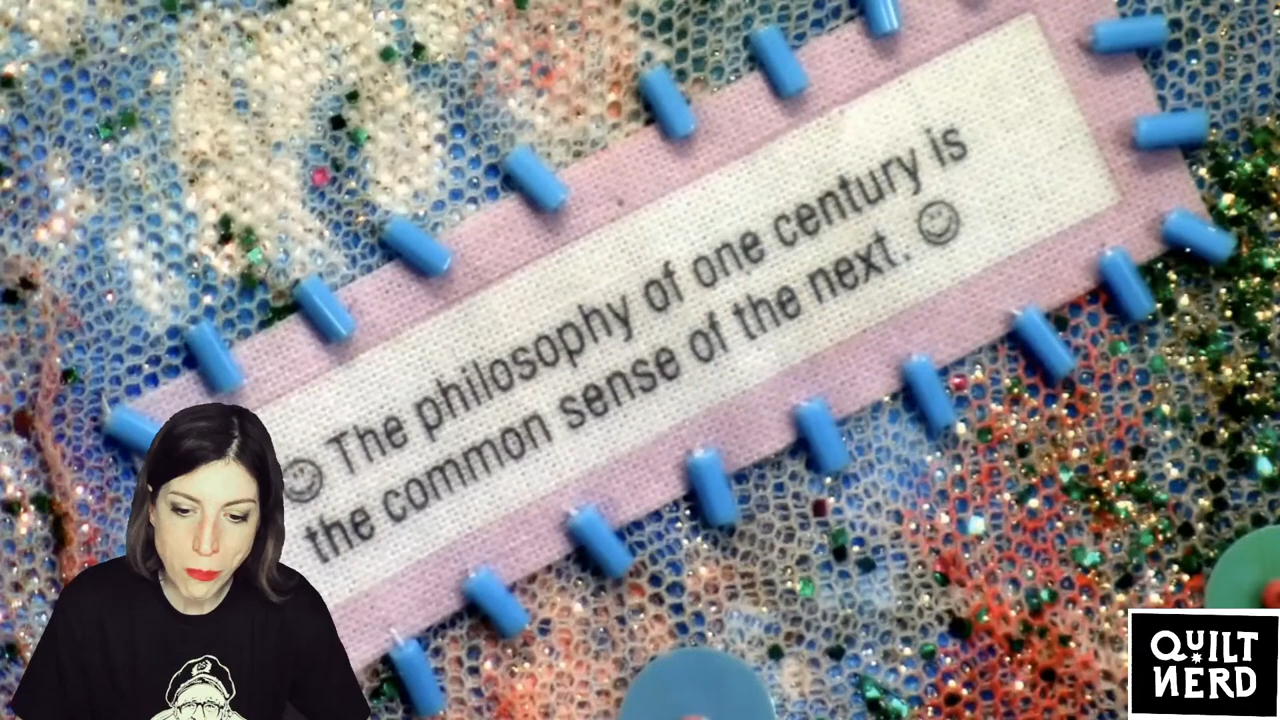 ☺ The philosophy of one century is
the common sense of the next. ☺
QUILT
NERD